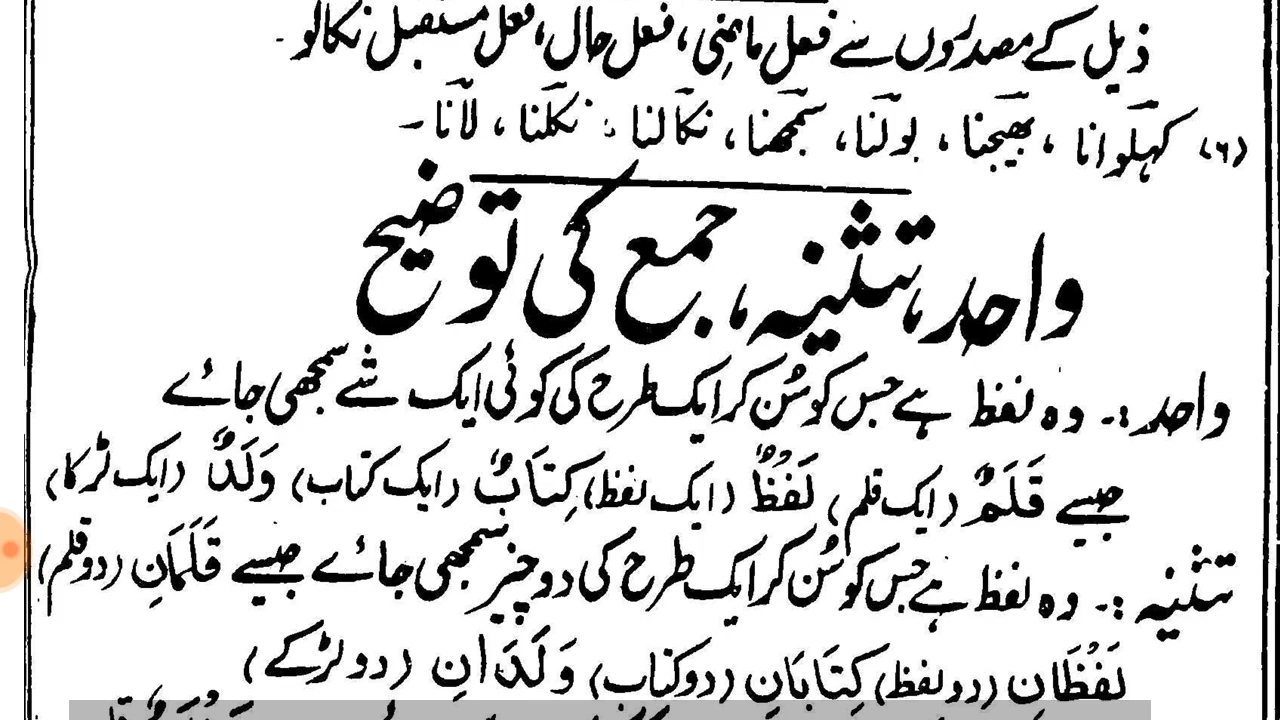 ذیل کے مصدروں سے فعل ماضی، فعل حال، فعل مستقبل نکالو۔
(۶) کہلَوانا، بھیجنا، بولنا، سمجھنا، نکالنا، نکلنا، لانا۔
واحد، تثنیہ، جمع کی توضیح
واحد :۔ وہ لفظ ہے جس کو سُن کر ایک طرح کی کوئی ایک شے سمجھی جائے
جیسے قَلَمٌ (ایک قلم) لَفْظٌ (ایک لفظ) کِتَابٌ (ایک کتاب) وَلَدٌ (ایک لڑکا)
تثنیہ :۔ وہ لفظ ہے جس کو سُن کر ایک طرح کی دو چیز سمجھی جائے جیسے قَلَمَانِ (دو قلم)
لَفْظَانِ (دو لفظ) کِتَابَانِ (دو کتاب) وَلَدَانِ (دو لڑکے)